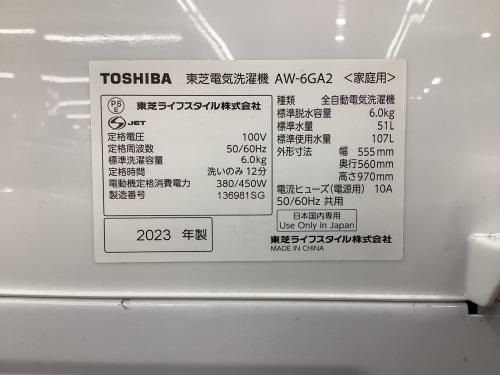 TOSHIBA 東芝電気洗濯機 AW-6GA2 <家庭用>
PS
E
東芝ライフスタイル株式会社
S JET
定格電圧 100V
定格周波数 50/60Hz
標準洗濯容量 6.0kg
定格時間 洗いのみ 12分
電動機定格消費電力 380/450W
製造番号 136981SG
2023 年製
種類 全自動電気洗濯機
標準脱水容量 6.0kg
標準水量 51L
標準使用水量 107L
外形寸法 幅 555mm
奥行560mm
高さ970mm
電流ヒューズ(電源用) 10A
50/60Hz 共用
日本国内専用
Use Only in Japan
東芝ライフスタイル株式会社
MADE IN CHINA